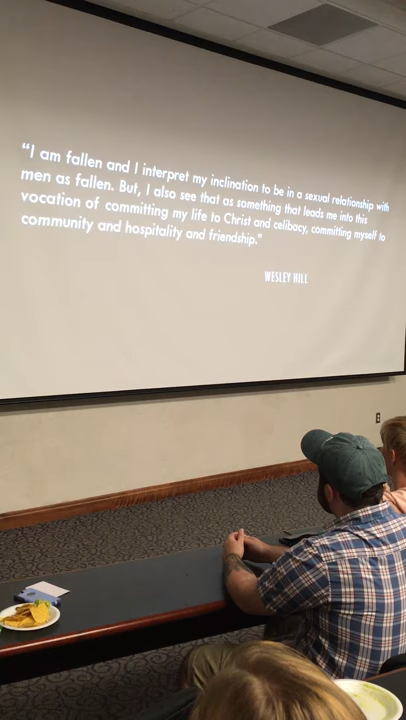 “I am fallen and I interpret my inclination to be in a sexual relationship with
men as fallen. But, I also see that as something that leads me into this
vocation of committing my life to Christ and celibacy, committing myself to
community and hospitality and friendship.”
WESLEY HILL